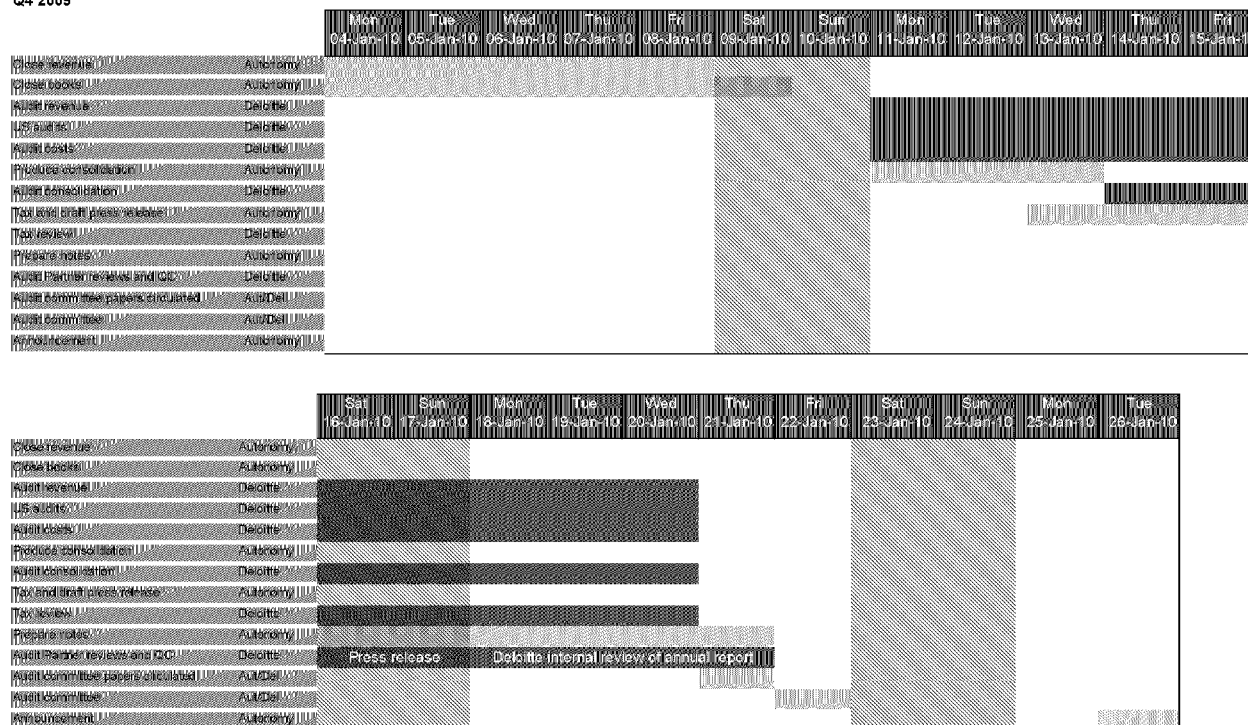 Q4 2009
Mon Tue Wed Thu Fri Sat Sun Mon Tue Wed Thu Fri
04-Jan-10 05-Jan-10 06-Jan-10 07-Jan-10 08-Jan-10 09-Jan-10 10-Jan-10 11-Jan-10 12-Jan-10 13-Jan-10 14-Jan-10 15-Jan-1
Close revenue Autonomy
Close books Autonomy
Audit revenue Deloitte
US audits Deloitte
Audit costs Deloitte
Produce consolidation Autonomy
Audit consolidation Deloitte
Tax and draft press release Autonomy
Tax review Deloitte
Prepare notes Autonomy
Audit Partner reviews and QC Deloitte
Audit committee papers circulated Aut/Del
Audit committee Aut/Del
Announcement Autonomy
Sat Sun Mon Tue Wed Thu Fri Sat Sun Mon Tue
16-Jan-10 17-Jan-10 18-Jan-10 19-Jan-10 20-Jan-10 21-Jan-10 22-Jan-10 23-Jan-10 24-Jan-10 25-Jan-10 26-Jan-10
Close revenue Autonomy
Close books Autonomy
Audit revenue Deloitte
US audits Deloitte
Audit costs Deloitte
Produce consolidation Autonomy
Audit consolidation Deloitte
Tax and draft press release Autonomy
Tax review Deloitte
Prepare notes Autonomy
Audit Partner reviews and QC Deloitte Press release Deloitte internal review of annual report
Audit committee papers circulated Aut/Del
Audit committee Aut/Del
Announcement Autonomy